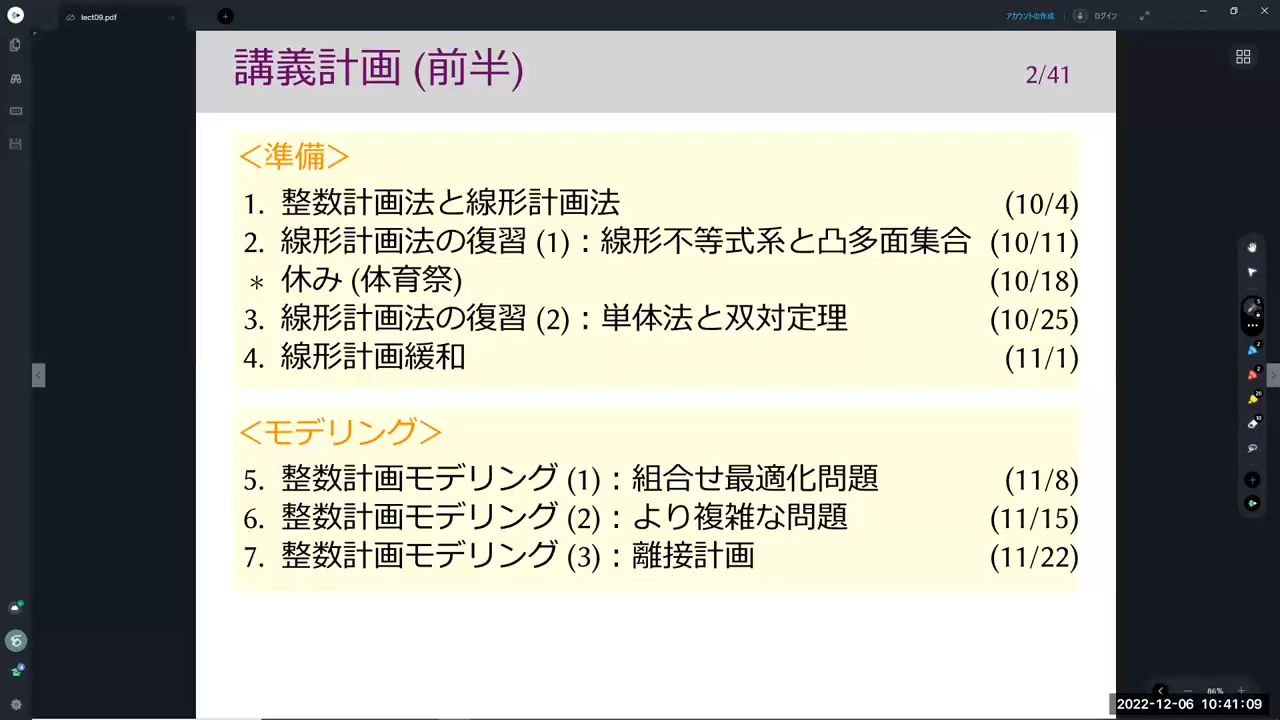 lect09.pdf
アカウントの作成
ログイン
講義計画 (前半)
2/41
<準備>
1. 整数計画法と線形計画法 (10/4)
2. 線形計画法の復習 (1)：線形不等式系と凸多面集合 (10/11)
* 休み (体育祭) (10/18)
3. 線形計画法の復習 (2)：単体法と双対定理 (10/25)
4. 線形計画緩和 (11/1)
<モデリング>
5. 整数計画モデリング (1)：組合せ最適化問題 (11/8)
6. 整数計画モデリング (2)：より複雑な問題 (11/15)
7. 整数計画モデリング (3)：離接計画 (11/22)
86%
2022-12-06 10:41:09